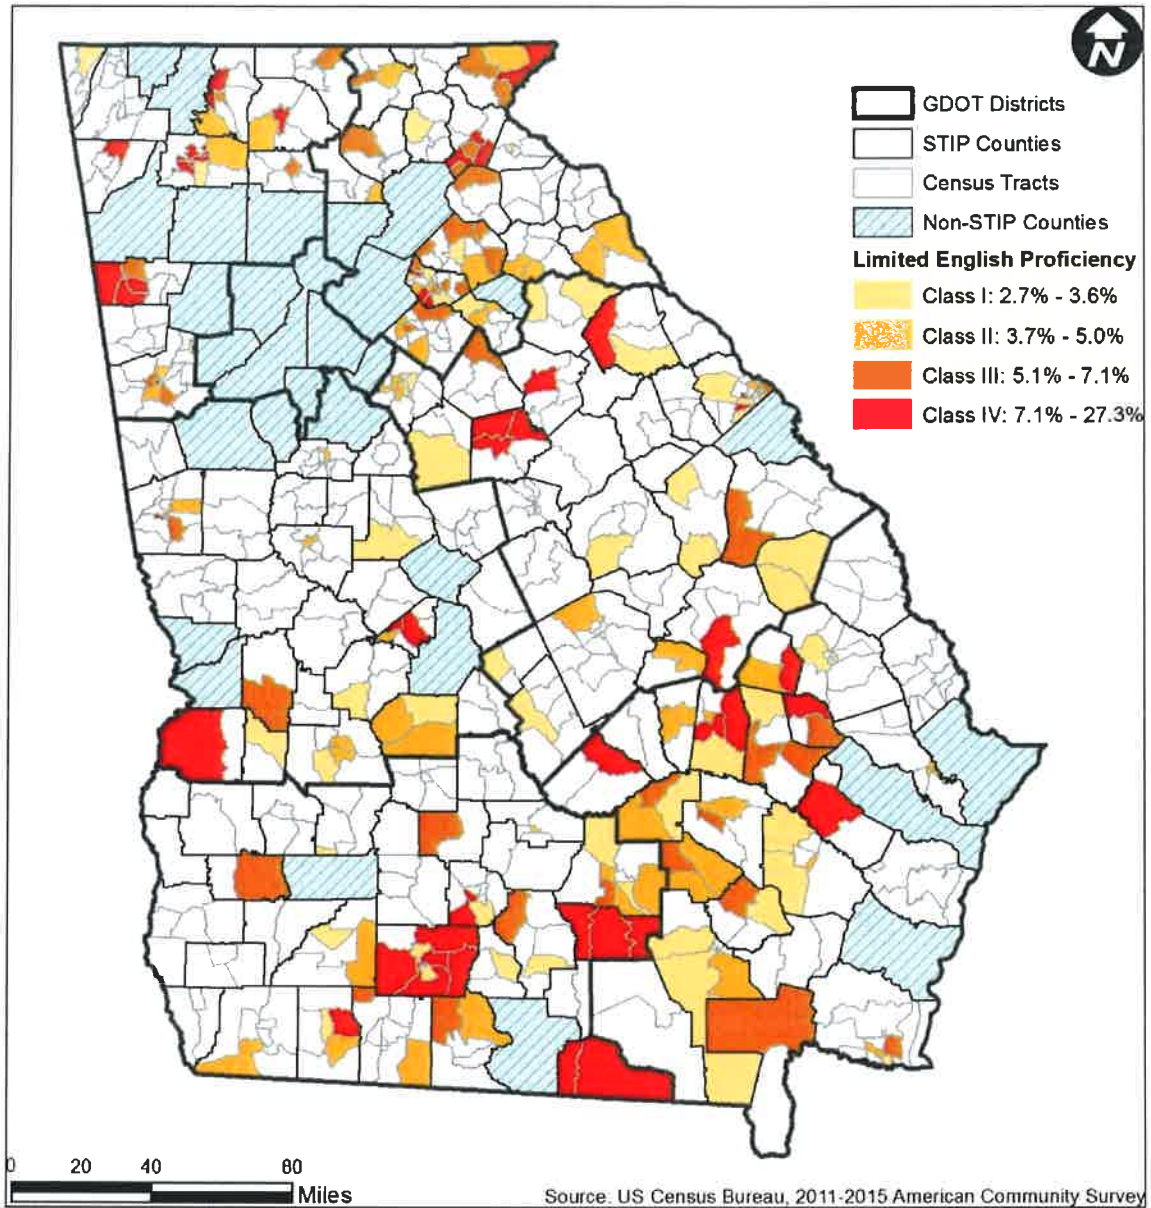 N
GDOT Districts
STIP Counties
Census Tracts
Non-STIP Counties
Limited English Proficiency
Class I: 2.7% - 3.6%
Class II: 3.7% - 5.0%
Class III: 5.1% - 7.1%
Class IV: 7.1% - 27.3%
0 20 40 80
Miles
Source: US Census Bureau, 2011-2015 American Community Survey